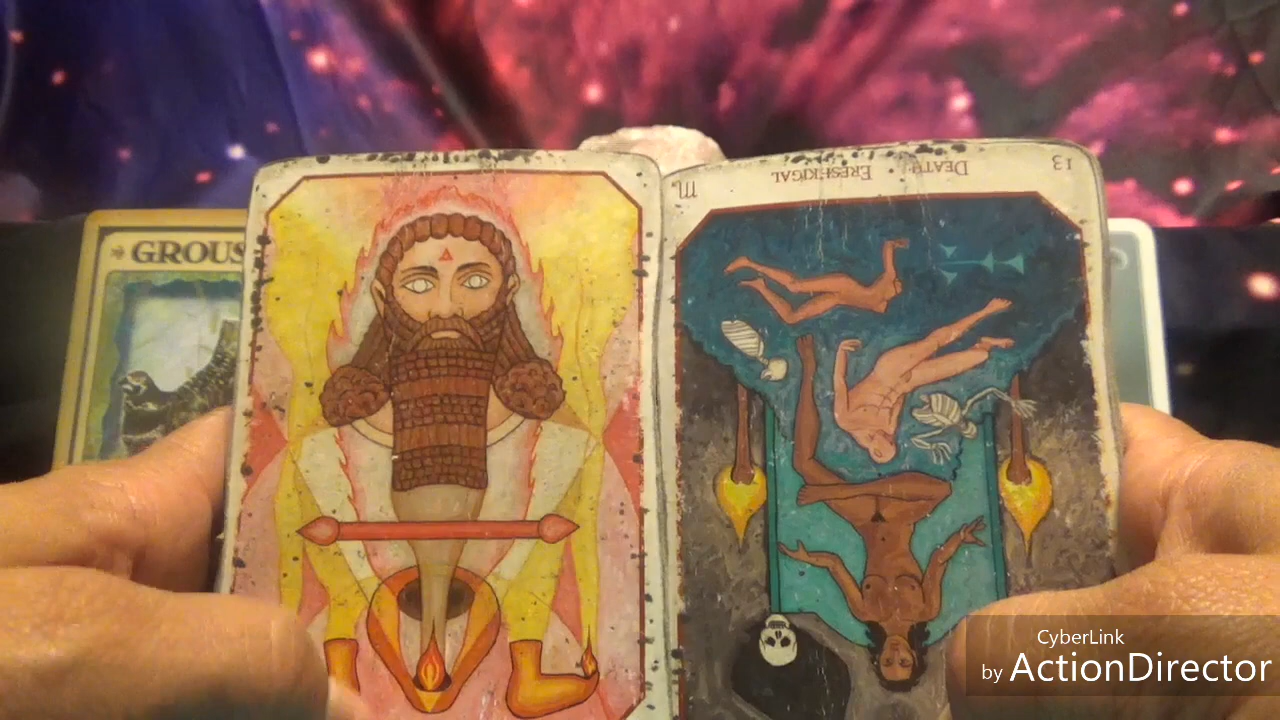 GROUS
13 DEATH · ERESHKIGAL ♏
CyberLink
by ActionDirector